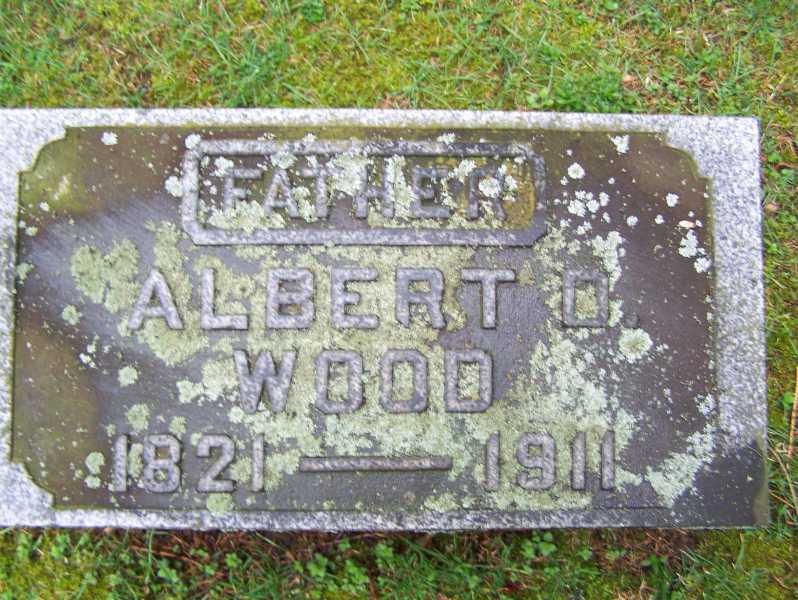 FATHER
ALBERT D.
WOOD
1821 — 1911